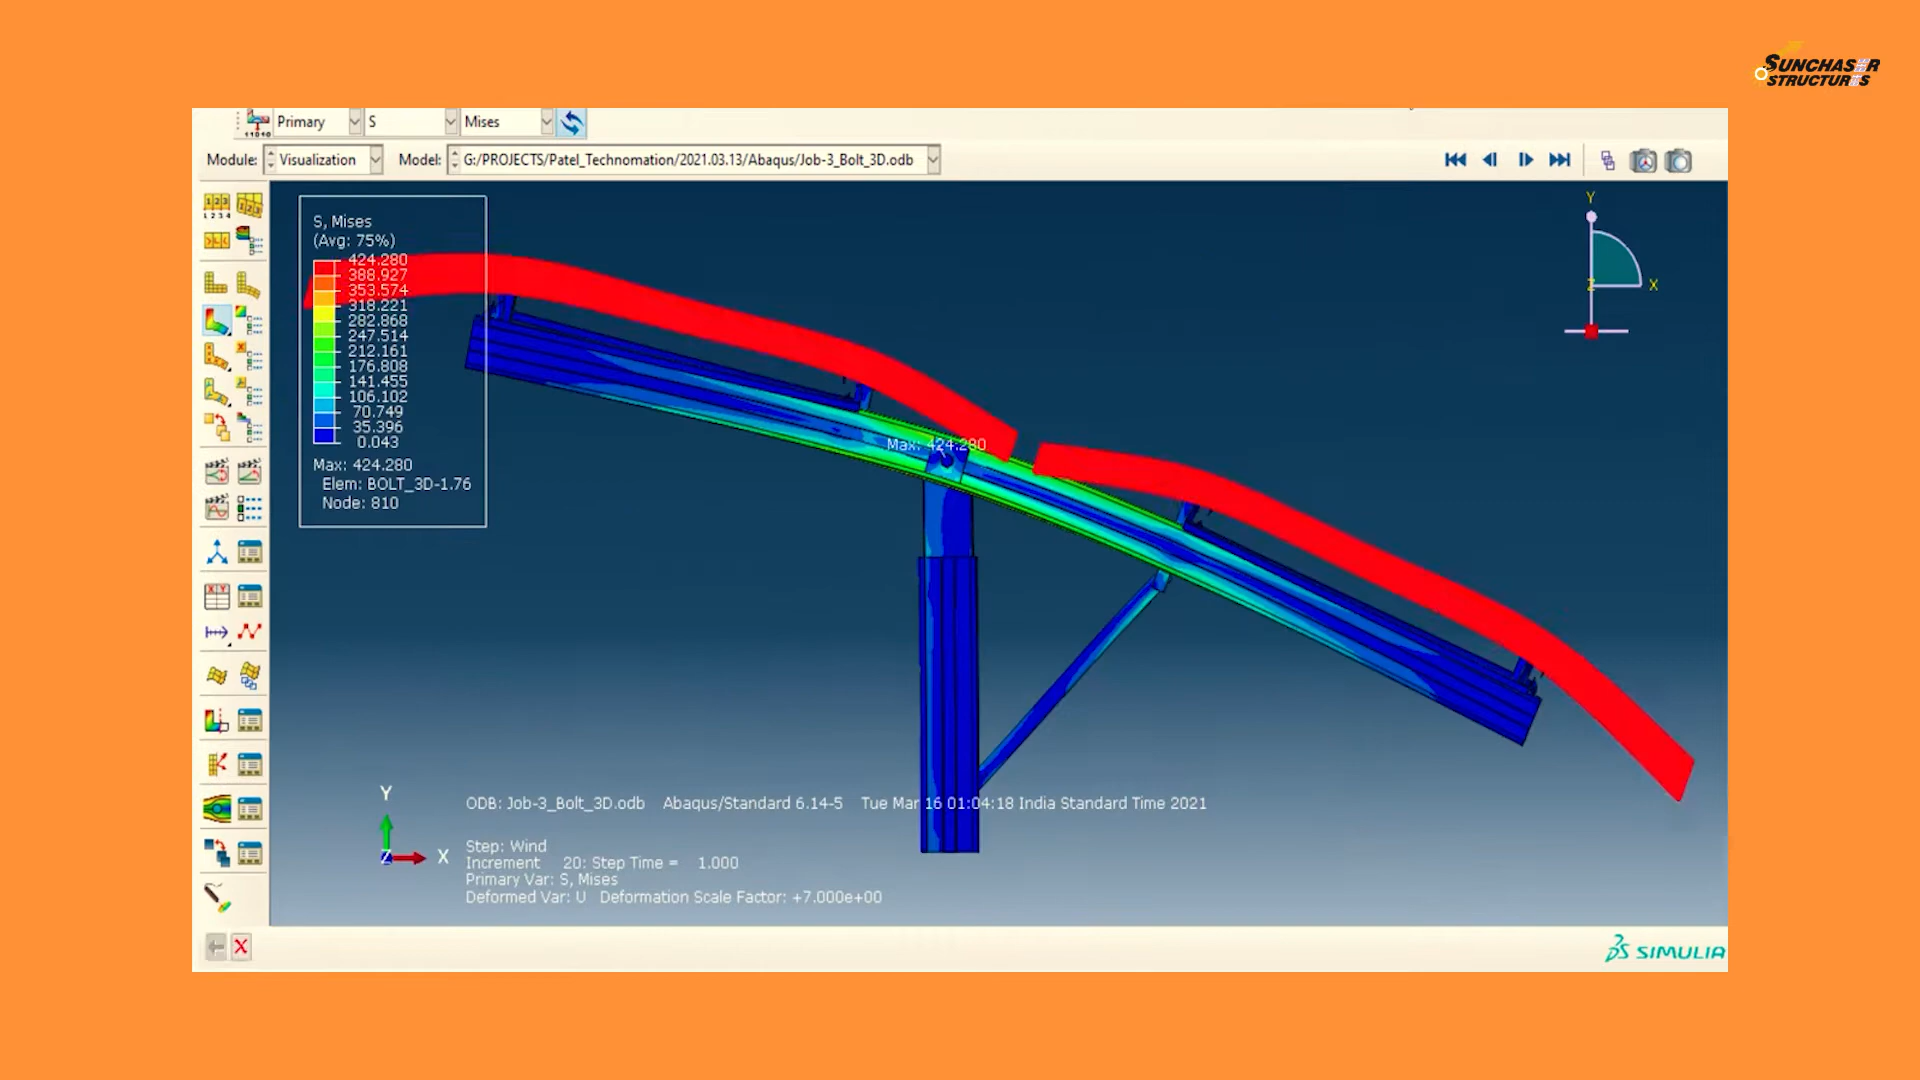 SUNCHASER
STRUCTURES
Primary S Mises
Module: Visualization Model: G:/PROJECTS/Patel_Technomation/2021.03.13/Abaqus/Job-3_Bolt_3D.odb
S, Mises
(Avg: 75%)
424.280
388.927
353.574
318.221
282.868
247.514
212.161
176.808
141.455
106.102
70.749
35.396
0.043
Max: 424.280
Elem: BOLT_3D-1.76
Node: 810
Max: 424.280
Y
Z X
Y
Z X
ODB: Job-3_Bolt_3D.odb Abaqus/Standard 6.14-5 Tue Mar 16 01:04:18 India Standard Time 2021
Step: Wind
Increment 20: Step Time = 1.000
Primary Var: S, Mises
Deformed Var: U Deformation Scale Factor: +7.000e+00
SIMULIA